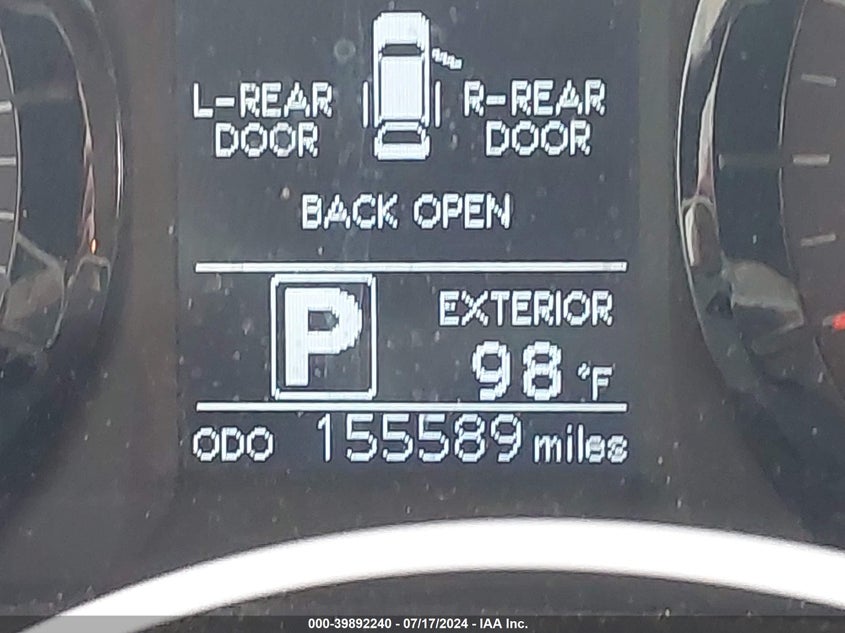 L-REAR DOOR
R-REAR DOOR
BACK OPEN
P
EXTERIOR
98 °F
ODO 155589 miles
000-39892240 - 07/17/2024 - IAA Inc.